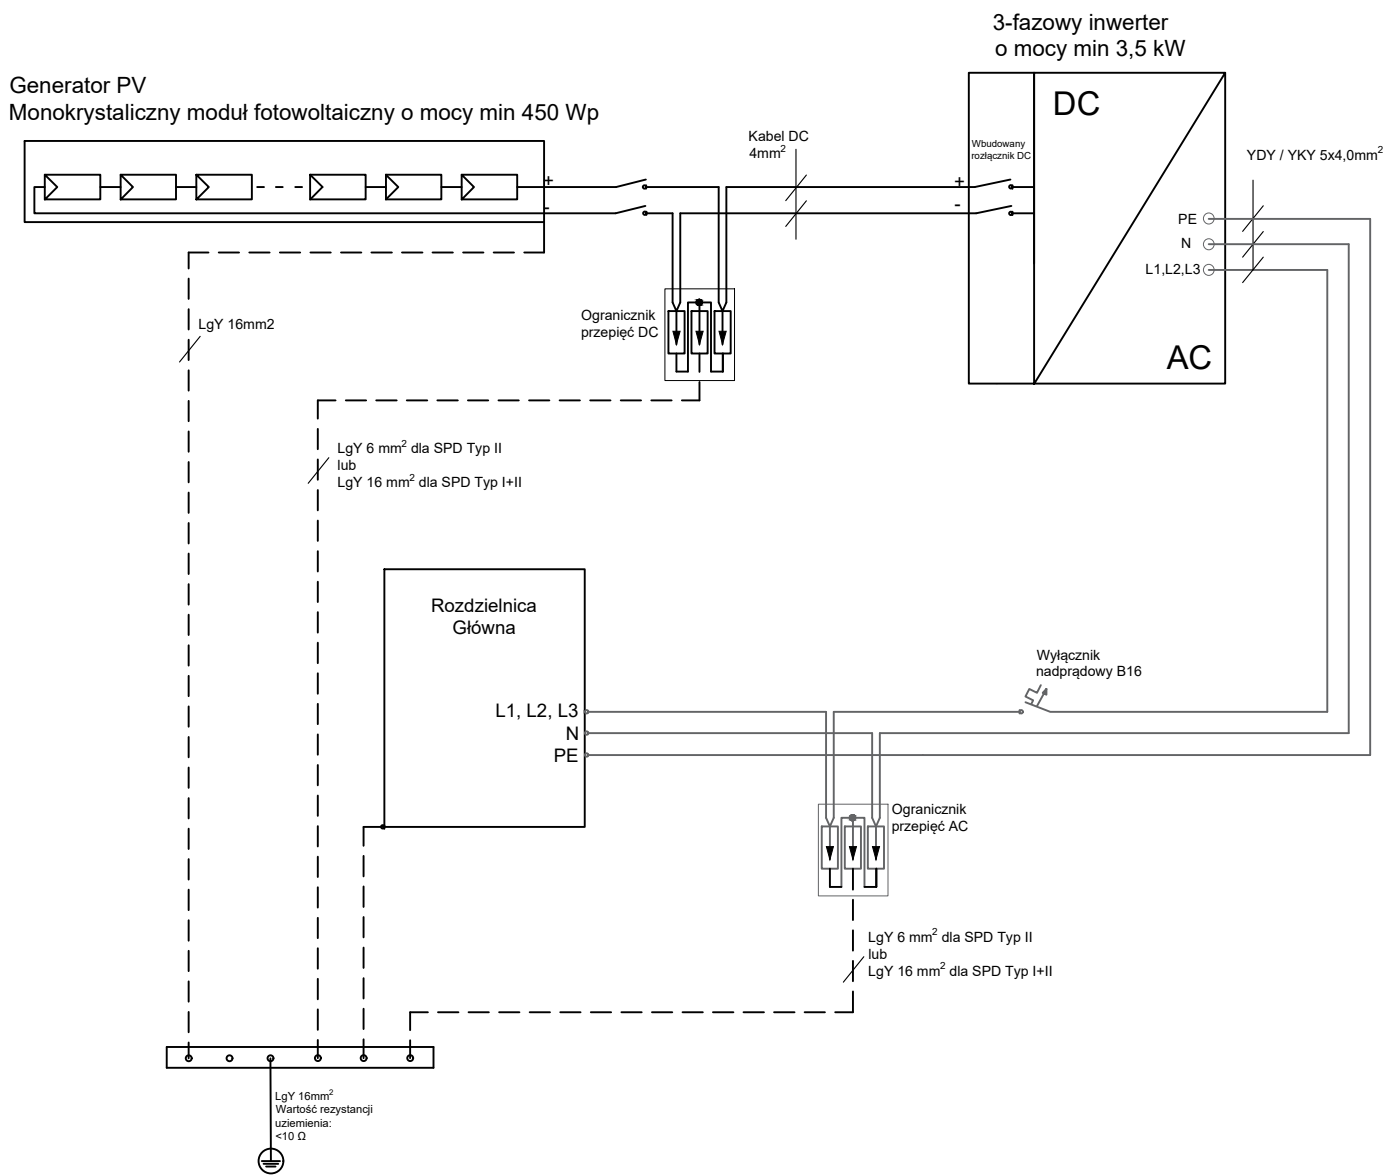 3-fazowy inwerter
o mocy min 3,5 kW
Generator PV
Monokrystaliczny moduł fotowoltaiczny o mocy min 450 Wp
Kabel DC
4mm²
Wbudowany
rozłącznik DC
DC
AC
YDY / YKY 5x4,0mm²
+
-
+
-
PE
N
L1,L2,L3
LgY 16mm2
Ogranicznik
przepięć DC
LgY 6 mm² dla SPD Typ II
lub
LgY 16 mm² dla SPD Typ I+II
Rozdzielnica
Główna
L1, L2, L3
N
PE
Wyłącznik
nadprądowy B16
Ogranicznik
przepięć AC
LgY 6 mm² dla SPD Typ II
lub
LgY 16 mm² dla SPD Typ I+II
LgY 16mm²
Wartość rezystancji
uziemienia:
<10 Ω